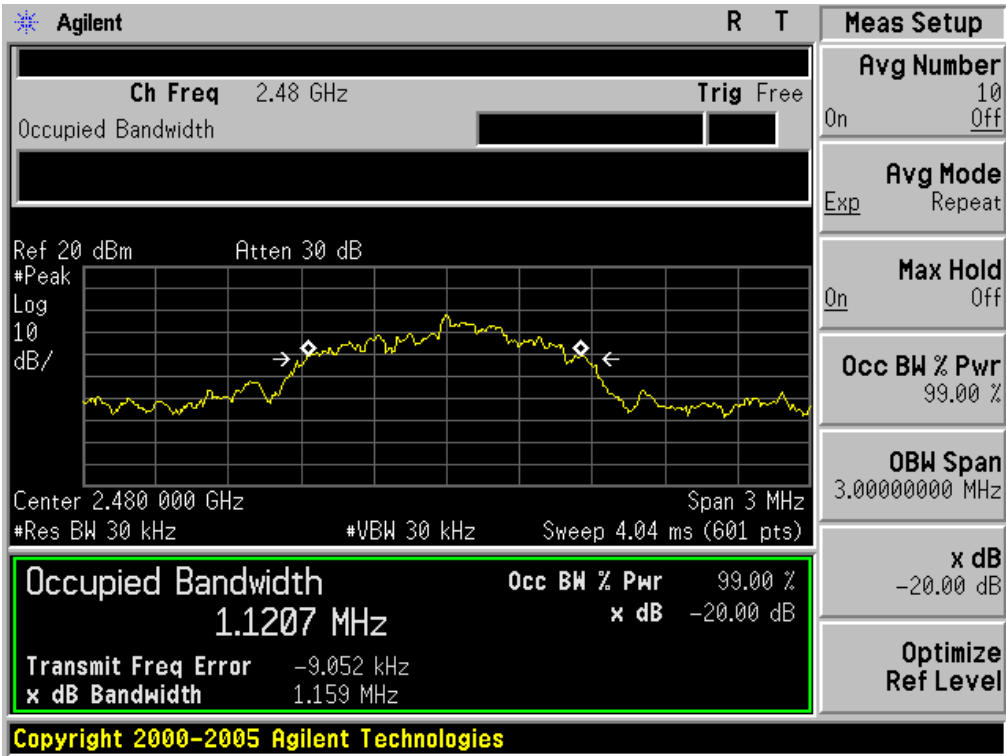 Agilent R T
Ch Freq 2.48 GHz Trig Free
Occupied Bandwidth
Ref 20 dBm Atten 30 dB
#Peak
Log
10
dB/
Center 2.480 000 GHz Span 3 MHz
#Res BW 30 kHz #VBW 30 kHz Sweep 4.04 ms (601 pts)
Occupied Bandwidth Occ BW % Pwr 99.00 %
1.1207 MHz x dB -20.00 dB
Transmit Freq Error -9.052 kHz
x dB Bandwidth 1.159 MHz
Copyright 2000-2005 Agilent Technologies
Meas Setup
Avg Number
10
On Off
Avg Mode
Exp Repeat
Max Hold
On Off
Occ BW % Pwr
99.00 %
OBW Span
3.00000000 MHz
x dB
-20.00 dB
Optimize
Ref Level